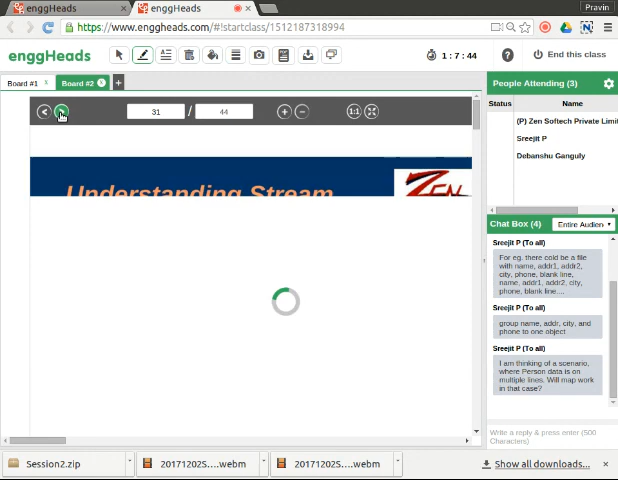 enggHeads
enggHeads
Pravin
https://www.enggheads.com/#!startclass/1512187318994
enggHeads
PDF
1 : 7 : 44
?
End this class
Board #1 x
Board #2 x +
31 / 44
1:1
Understanding Stream
ZEN
People Attending (3)
Status Name
(P) Zen Softech Private Limit
Sreejit P
Debanshu Ganguly
Chat Box (4)
Entire Audien
Sreejit P (To all)
For eg. there cold be a file
with name, addr1, addr2,
city, phone, blank line,
name, addr1, addr2, city,
phone, blank line....
Sreejit P (To all)
group name, addr, city, and
phone to one object
Sreejit P (To all)
I am thinking of a scenario,
where Person data is on
multiple lines. Will map work
in that case?
Write a reply & press enter (500
Characters)
Session2.zip
20171202S....webm
20171202S....webm
Show all downloads...